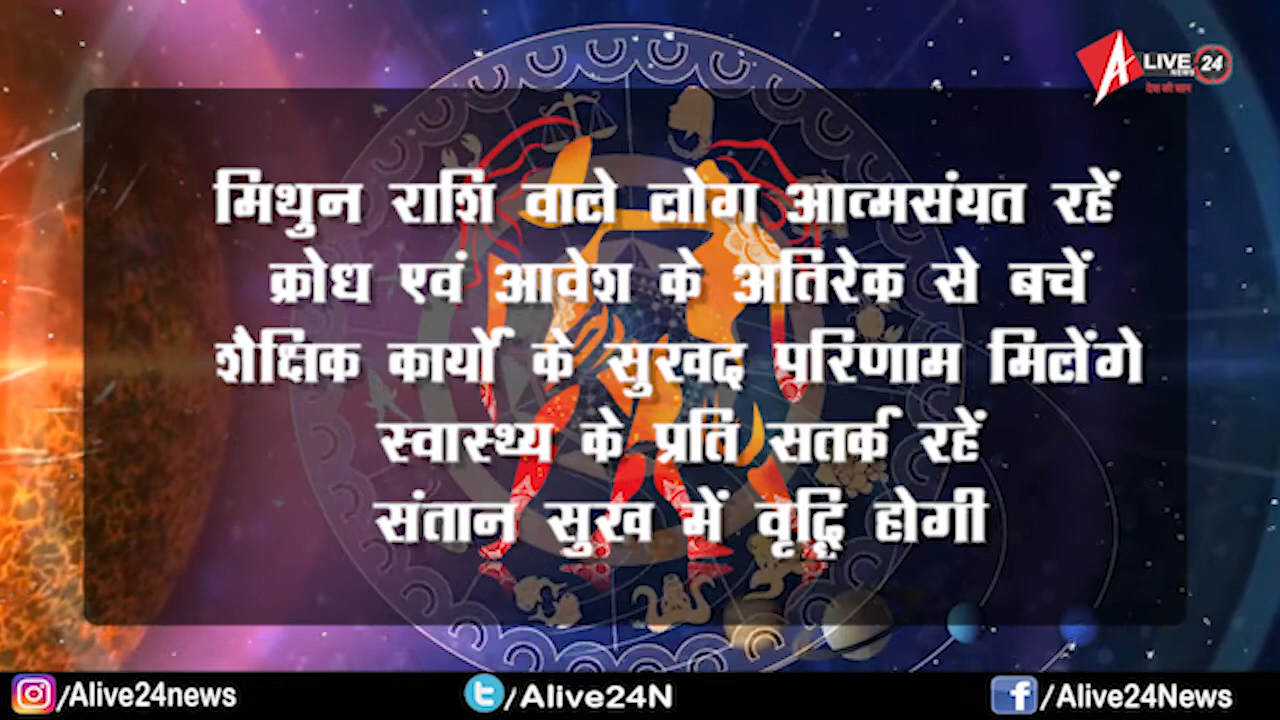 A LIVE NEWS 24
देश की शान
मिथुन राशि वाले लोग आत्मसंयत रहें
क्रोध एवं आवेश के अतिरेक से बचें
शैक्षिक कार्यों के सुखद परिणाम मिलेंगे
स्वास्थ्य के प्रति सतर्क रहें
संतान सुख में वृद्धि होगी
/Alive24news
/Alive24N
/Alive24News